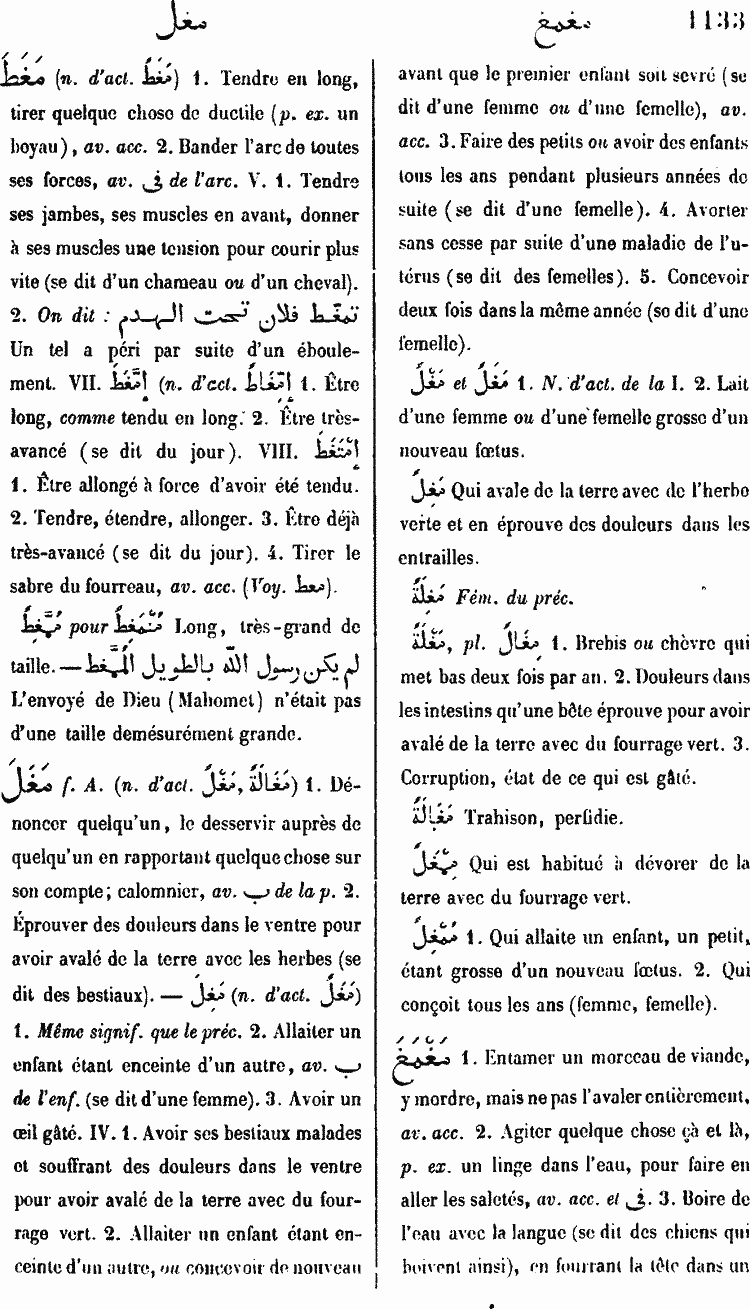 مغل
مغمغ
1133
مَغَطَ (n. d'act. مَغْطٌ) 1. Tendre en long,
tirer quelque chose de ductile (p. ex. un
boyau), av. acc. 2. Bander l'arc de toutes
ses forces, av. فى de l'arc. V. 1. Tendre
ses jambes, ses muscles en avant, donner
à ses muscles une tension pour courir plus
vite (se dit d'un chameau ou d'un cheval).
2. On dit : تمغّط فلان تحت الهدم
Un tel a péri par suite d'un éboule-
ment. VII. إِمَّغَطَ (n. d'act. إِمِّغَاطٌ 1. Être
long, comme tendu en long. 2. Être très-
avancé (se dit du jour). VIII. إِمْتَغَطَ
1. Être allongé à force d'avoir été tendu.
2. Tendre, étendre, allonger. 3. Être déjà
très-avancé (se dit du jour). 4. Tirer le
sabre du fourreau, av. acc. (Voy. معط).
مُمَّغِطٌ pour مُنْمَغِطٌ Long, très-grand de
taille. — لم يكن رسول الله بالطويل المُمَّغِط
L'envoyé de Dieu (Mahomet) n'était pas
d'une taille demésurément grande.
مَغَلَ f. A. (n. d'act. مَغْلٌ, مَغَالَةٌ) 1. Dé-
noncer quelqu'un, le desservir auprès de
quelqu'un en rapportant quelque chose sur
son compte; calomnier, av. ب de la p. 2.
Éprouver des douleurs dans le ventre pour
avoir avalé de la terre avec les herbes (se
dit des bestiaux). — مَغِلَ (n. d'act. مَغَلٌ)
1. Même signif. que le préc. 2. Allaiter un
enfant étant enceinte d'un autre, av. ب
de l'enf. (se dit d'une femme). 3. Avoir un
œil gâté. IV. 1. Avoir ses bestiaux malades
et souffrant des douleurs dans le ventre
pour avoir avalé de la terre avec du four-
rage vert. 2. Allaiter un enfant étant en-
ceinte d'un autre, ou concevoir de nouveau
avant que le premier enfant soit sevré (se
dit d'une femme ou d'une femelle), av.
acc. 3. Faire des petits ou avoir des enfants
tous les ans pendant plusieurs années de
suite (se dit d'une femelle). 4. Avorter
sans cesse par suite d'une maladie de l'u-
térus (se dit des femelles). 5. Concevoir
deux fois dans la même année (se dit d'une
femelle).
مَغْلٌ et مَغَلٌ 1. N. d'act. de la I. 2. Lait
d'une femme ou d'une femelle grosse d'un
nouveau fœtus.
مَغِلٌ Qui avale de la terre avec de l'herbe
verte et en éprouve des douleurs dans les
entrailles.
مَغِلَةٌ Fém. du préc.
مَغْلَةٌ, pl. مِغَالٌ 1. Brebis ou chèvre qui
met bas deux fois par an. 2. Douleurs dans
les intestins qu'une bête éprouve pour avoir
avalé de la terre avec du fourrage vert. 3.
Corruption, état de ce qui est gâté.
مَغَالَةٌ Trahison, perfidie.
مِمْغَلٌ Qui est habitué à dévorer de la
terre avec du fourrage vert.
مُمْغِلٌ 1. Qui allaite un enfant, un petit,
étant grosse d'un nouveau fœtus. 2. Qui
conçoit tous les ans (femme, femelle).
مَغْمَغَ 1. Entamer un morceau de viande,
y mordre, mais ne pas l'avaler entièrement,
av. acc. 2. Agiter quelque chose çà et là,
p. ex. un linge dans l'eau, pour faire en
aller les saletés, av. acc. et فى. 3. Boire de
l'eau avec la langue (se dit des chiens qui
boivent ainsi), en fourrant la tête dans un